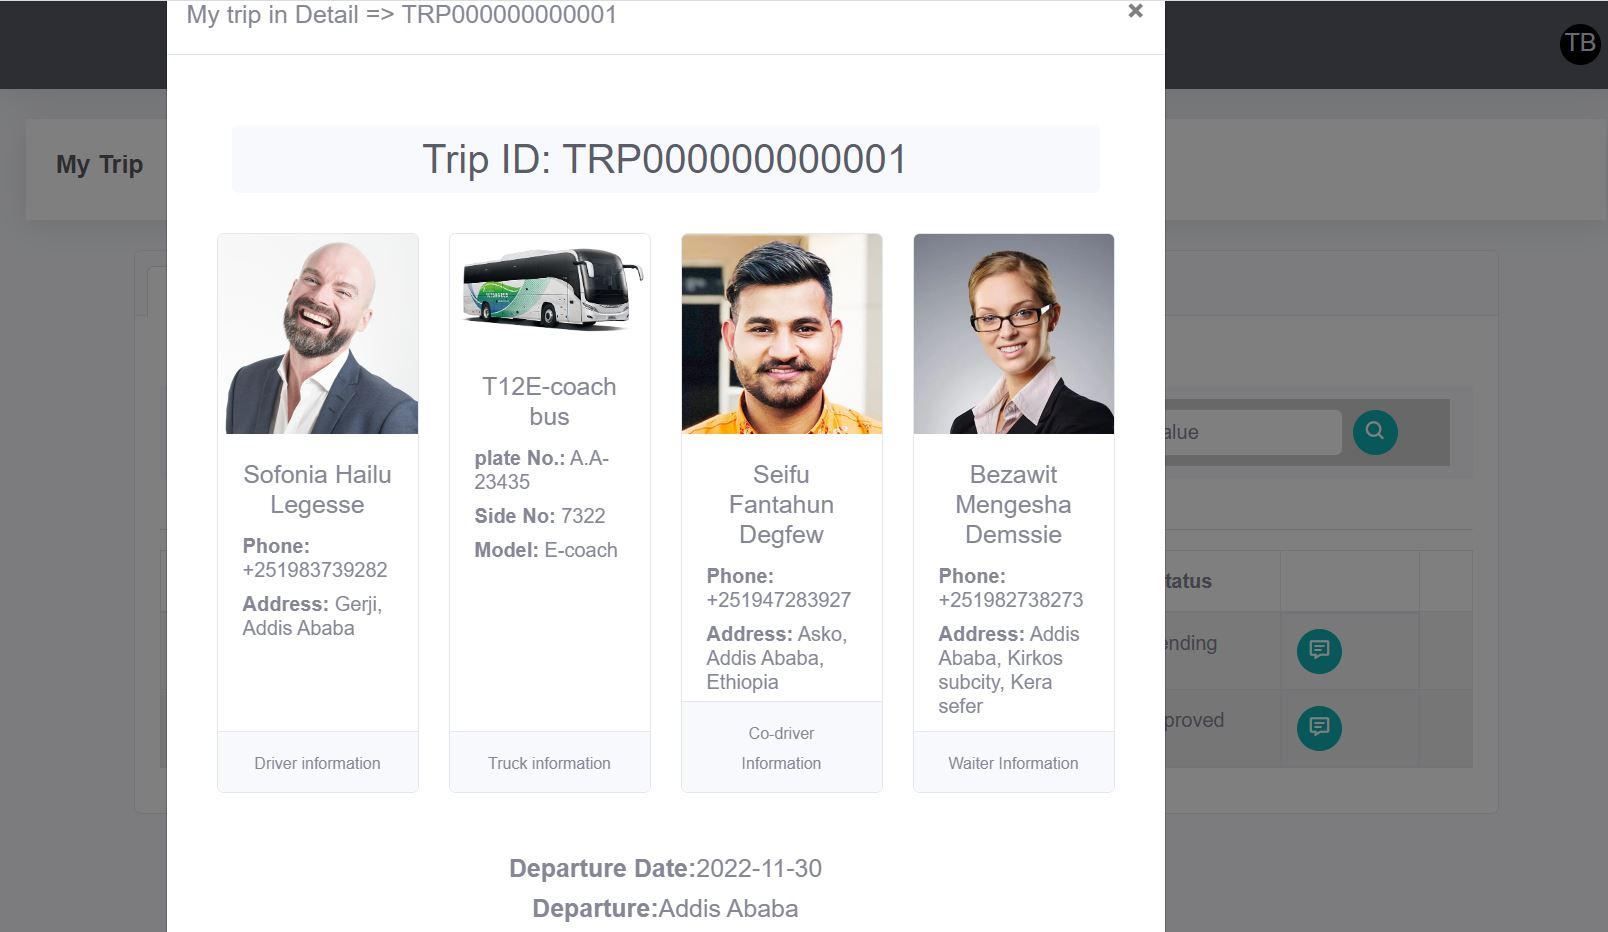 My trip in Detail => TRP000000000001
×
TB
My Trip
Trip ID: TRP000000000001
Sofonia Hailu
Legesse
Phone:
+251983739282
Address: Gerji,
Addis Ababa
Driver information
T12E-coach
bus
plate No.: A.A-
23435
Side No: 7322
Model: E-coach
Truck information
Seifu
Fantahun
Degfew
Phone:
+251947283927
Address: Asko,
Addis Ababa,
Ethiopia
Co-driver
Information
Bezawit
Mengesha
Demssie
Phone:
+251982738273
Address: Addis
Ababa, Kirkos
subcity, Kera
sefer
Waiter Information
alue
tatus
ending
proved
Departure Date:2022-11-30
Departure:Addis Ababa